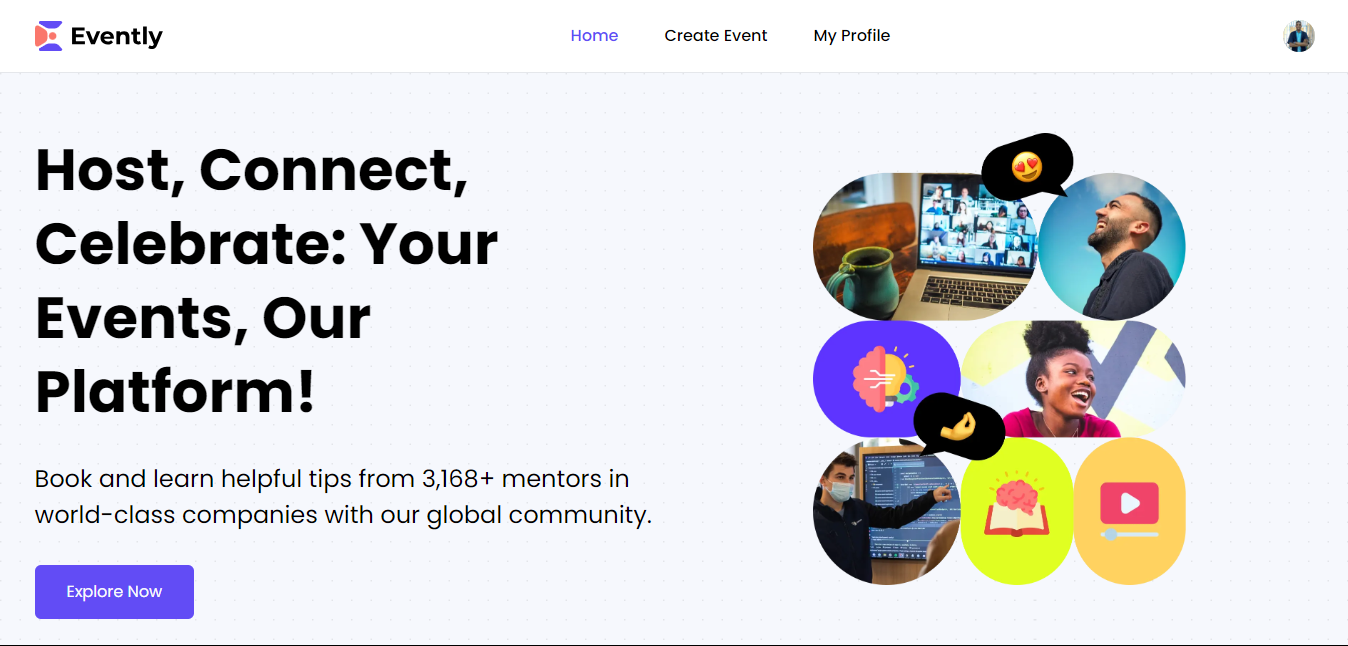 Evently
Home
Create Event
My Profile
Host, Connect,
Celebrate: Your
Events, Our
Platform!
Book and learn helpful tips from 3,168+ mentors in
world-class companies with our global community.
Explore Now